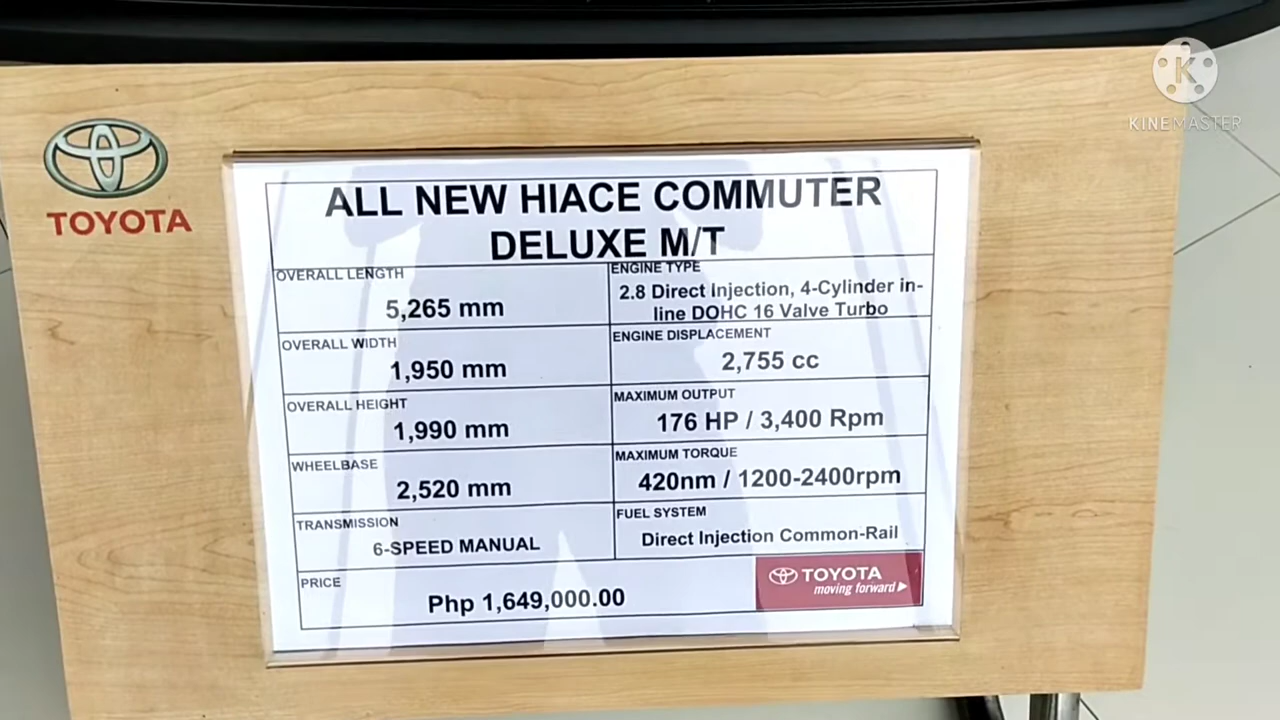 K
KINEMASTER
TOYOTA
ALL NEW HIACE COMMUTER
DELUXE M/T
OVERALL LENGTH
5,265 mm
ENGINE TYPE
2.8 Direct Injection, 4-Cylinder in-
line DOHC 16 Valve Turbo
OVERALL WIDTH
1,950 mm
ENGINE DISPLACEMENT
2,755 cc
OVERALL HEIGHT
1,990 mm
MAXIMUM OUTPUT
176 HP / 3,400 Rpm
WHEELBASE
2,520 mm
MAXIMUM TORQUE
420nm / 1200-2400rpm
TRANSMISSION
6-SPEED MANUAL
FUEL SYSTEM
Direct Injection Common-Rail
PRICE
Php 1,649,000.00
TOYOTA
moving forward